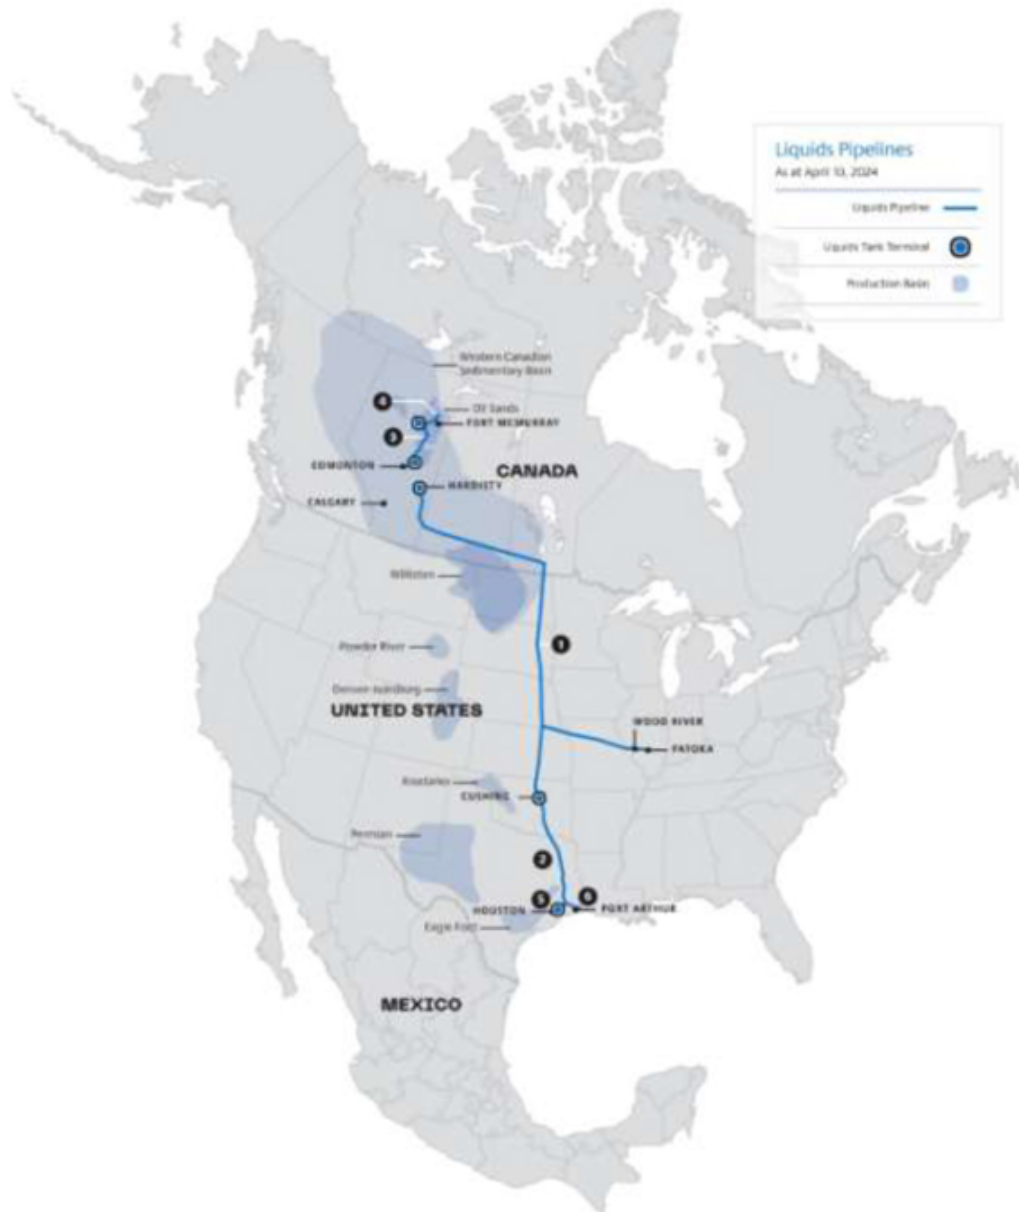 Liquids Pipelines
As at April 10, 2024
Liquids Pipeline
Liquids Tank Terminal
Production Basin
Western Canadian
Sedimentary Basin
4
Oil Sands
FORT MCMURRAY
3
EDMONTON
CANADA
HARDISTY
CALGARY
Williston
1
Powder River
Denver-Julesburg
UNITED STATES
WOOD RIVER
PATOKA
CUSHING
Permian
2
5
6
HOUSTON
PORT ARTHUR
Eagle Ford
MEXICO